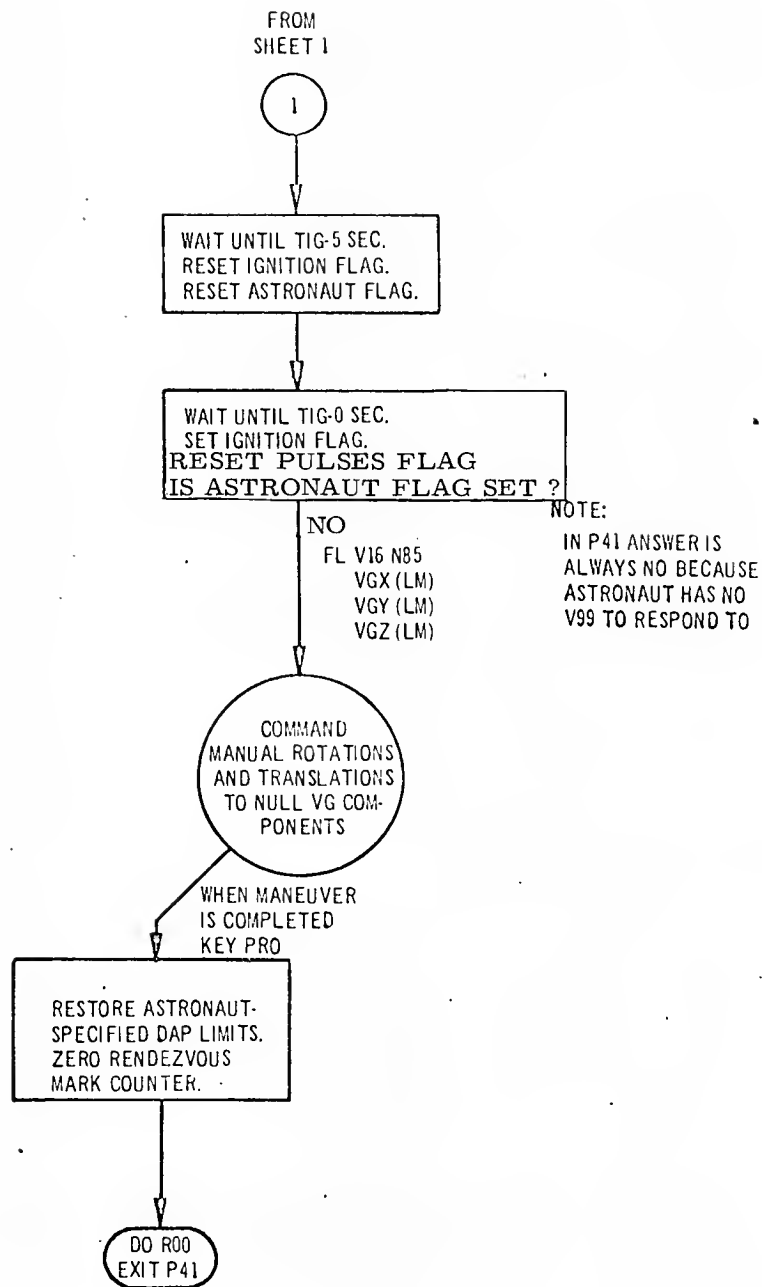 FROM
SHEET 1
1
WAIT UNTIL TIG-5 SEC.
RESET IGNITION FLAG.
RESET ASTRONAUT FLAG.
WAIT UNTIL TIG-0 SEC.
SET IGNITION FLAG.
RESET PULSES FLAG
IS ASTRONAUT FLAG SET ?
NO
FL V16 N85
VGX (LM)
VGY (LM)
VGZ (LM)
NOTE:
IN P41 ANSWER IS
ALWAYS NO BECAUSE
ASTRONAUT HAS NO
V99 TO RESPOND TO
COMMAND
MANUAL ROTATIONS
AND TRANSLATIONS
TO NULL VG COM-
PONENTS
WHEN MANEUVER
IS COMPLETED
KEY PRO
RESTORE ASTRONAUT-
SPECIFIED DAP LIMITS.
ZERO RENDEZVOUS
MARK COUNTER.
DO R00
EXIT P41